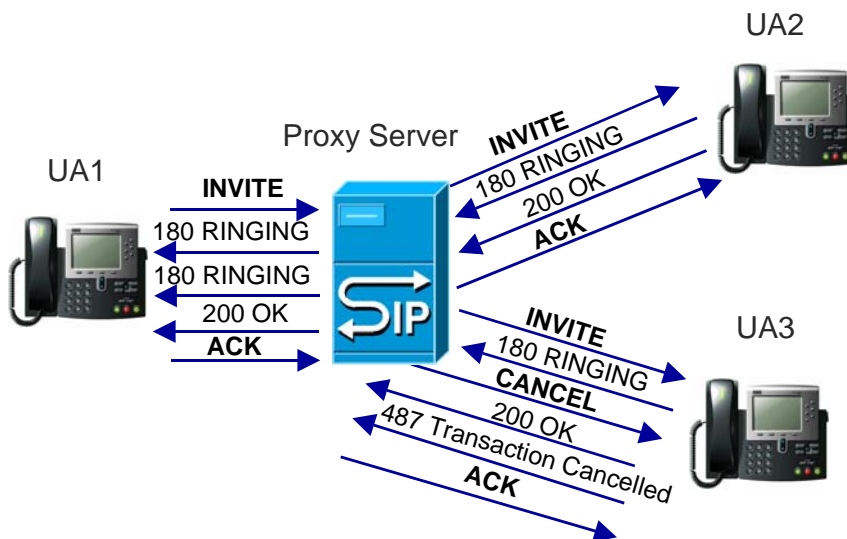 UA2
Proxy Server
UA1
INVITE
180 RINGING
180 RINGING
200 OK
ACK
SIP
INVITE
180 RINGING
200 OK
ACK
UA3
INVITE
180 RINGING
CANCEL
200 OK
487 Transaction Cancelled
ACK